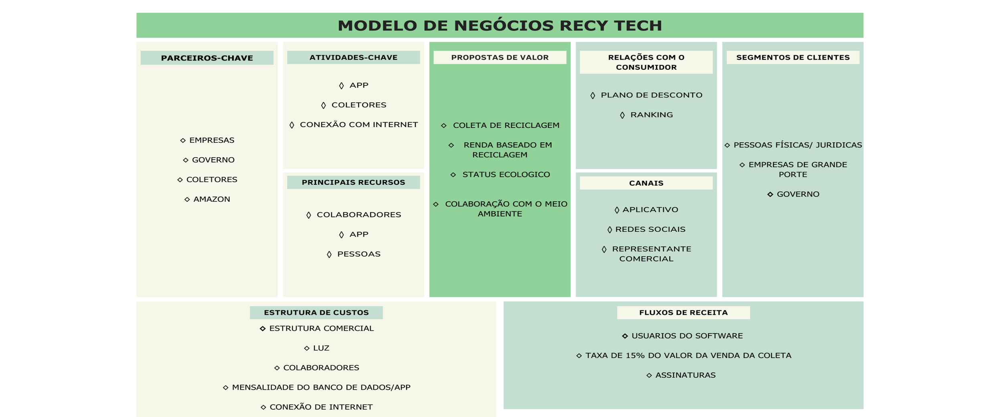 MODELO DE NEGÓCIOS RECY TECH
PARCEIROS-CHAVE
◇ EMPRESAS
◇ GOVERNO
◇ COLETORES
◇ AMAZON
ATIVIDADES-CHAVE
◊ APP
◊ COLETORES
◊ CONEXÃO COM INTERNET
PRINCIPAIS RECURSOS
◊ COLABORADORES
◊ APP
◊ PESSOAS
PROPOSTAS DE VALOR
◇ COLETA DE RECICLAGEM
◇ RENDA BASEADO EM
RECICLAGEM
◇ STATUS ECOLOGICO
◇ COLABORAÇÃO COM O MEIO
AMBIENTE
RELAÇÕES COM O
CONSUMIDOR
◊ PLANO DE DESCONTO
◊ RANKING
CANAIS
◊ APLICATIVO
◊ REDES SOCIAIS
◊ REPRESENTANTE
COMERCIAL
SEGMENTOS DE CLIENTES
◇ PESSOAS FÍSICAS/ JURIDICAS
◇ EMPRESAS DE GRANDE
PORTE
◇ GOVERNO
ESTRUTURA DE CUSTOS
◇ ESTRUTURA COMERCIAL
◇ LUZ
◇ COLABORADORES
◇ MENSALIDADE DO BANCO DE DADOS/APP
◇ CONEXÃO DE INTERNET
FLUXOS DE RECEITA
◇ USUARIOS DO SOFTWARE
◇ TAXA DE 15% DO VALOR DA VENDA DA COLETA
◇ ASSINATURAS